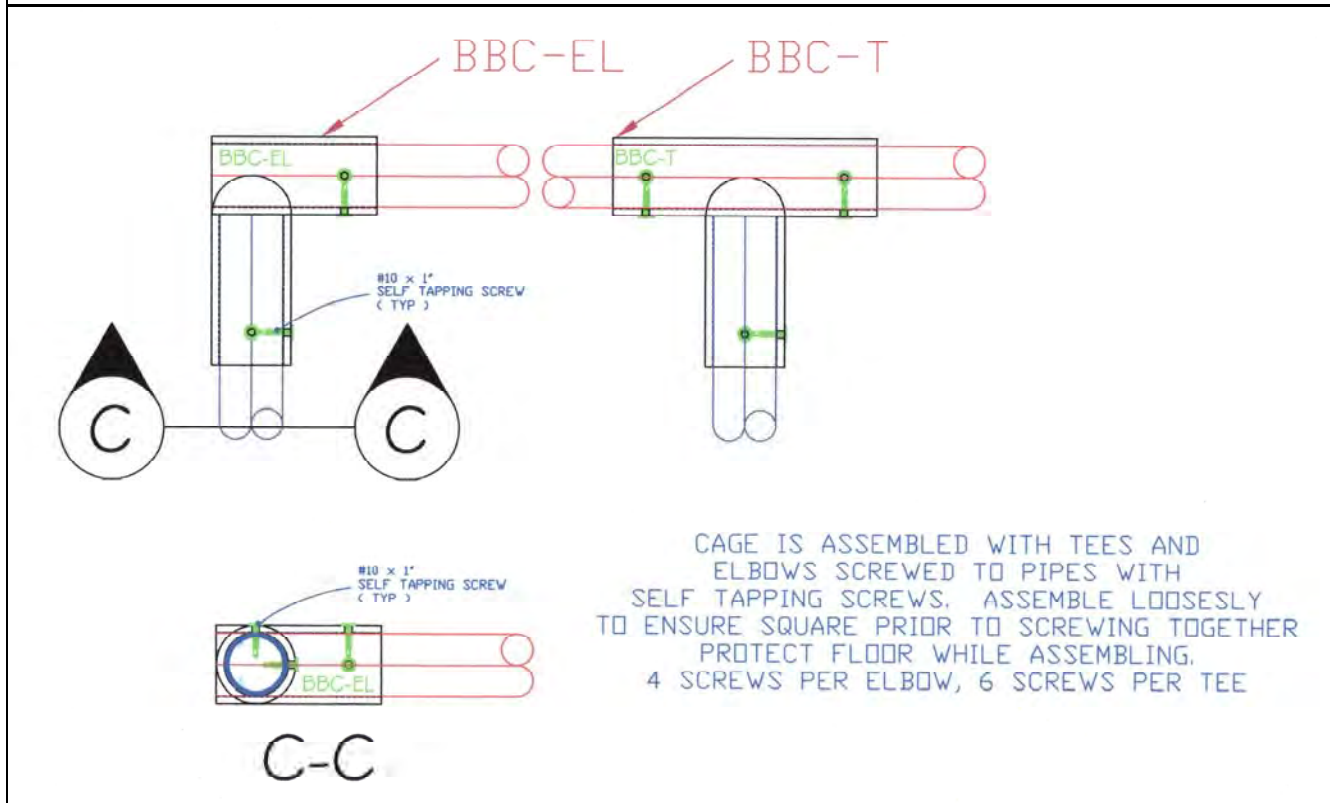 BBC-EL BBC-T
BBC-EL
BBC-T
#10 x 1"
SELF TAPPING SCREW
( TYP )
C C
#10 x 1"
SELF TAPPING SCREW
( TYP )
BBC-EL
C-C
CAGE IS ASSEMBLED WITH TEES AND
ELBOWS SCREWED TO PIPES WITH
SELF TAPPING SCREWS. ASSEMBLE LOOSESLY
TO ENSURE SQUARE PRIOR TO SCREWING TOGETHER
PROTECT FLOOR WHILE ASSEMBLING.
4 SCREWS PER ELBOW, 6 SCREWS PER TEE